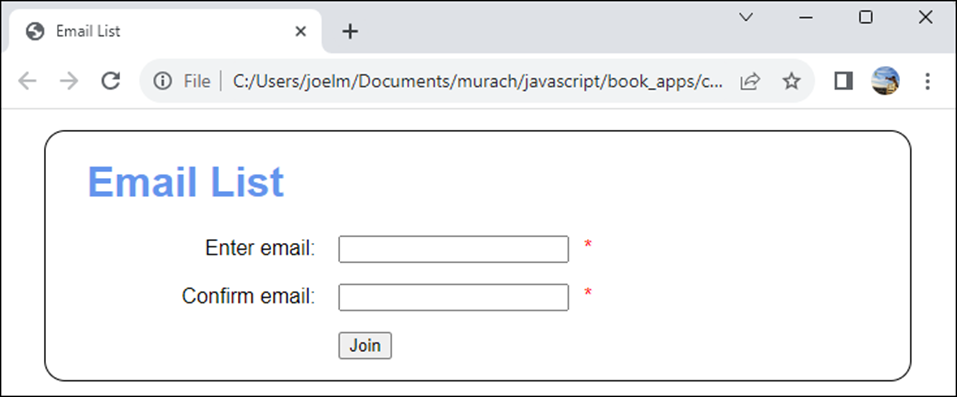 Email List
File C:/Users/joelm/Documents/murach/javascript/book_apps/c...
Email List
Enter email: *
Confirm email: *
Join